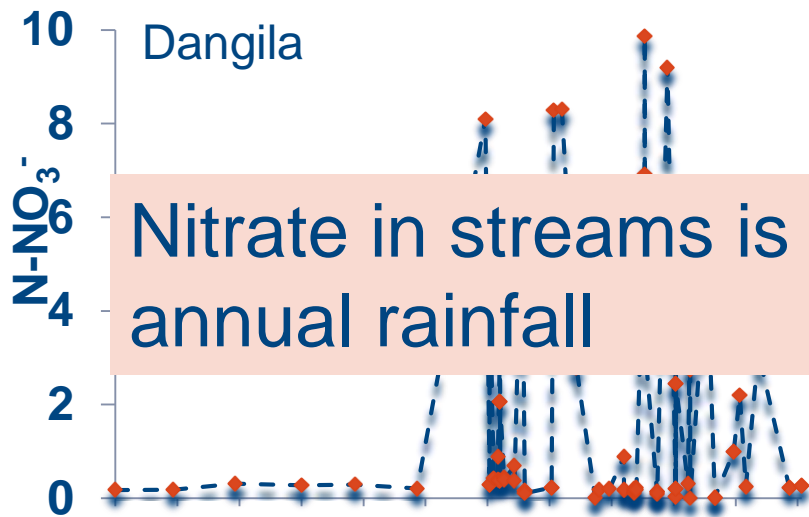 10
Dangila
8
6
4
2
0
N-NO₃⁻
Nitrate in streams is
annual rainfall